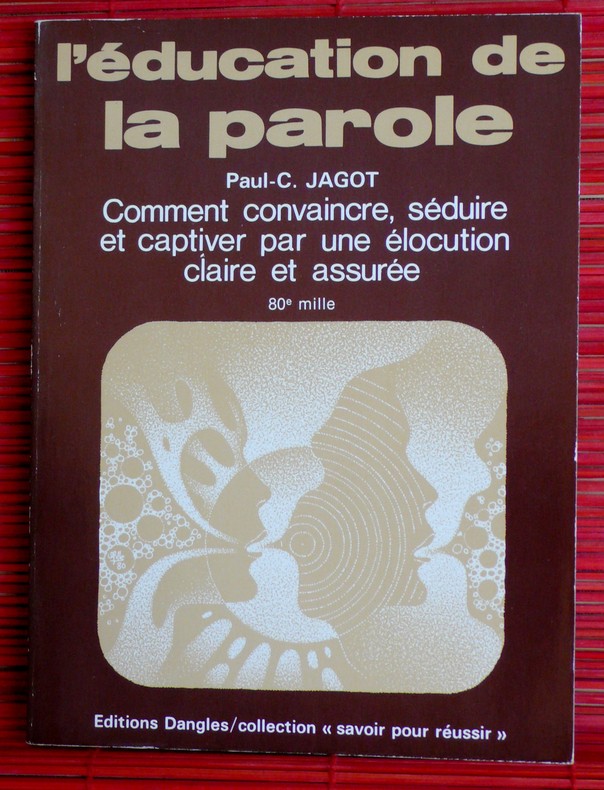 l'éducation de
la parole
Paul-C. JAGOT
Comment convaincre, séduire
et captiver par une élocution
claire et assurée
80e mille
Editions Dangles/collection « savoir pour réussir »